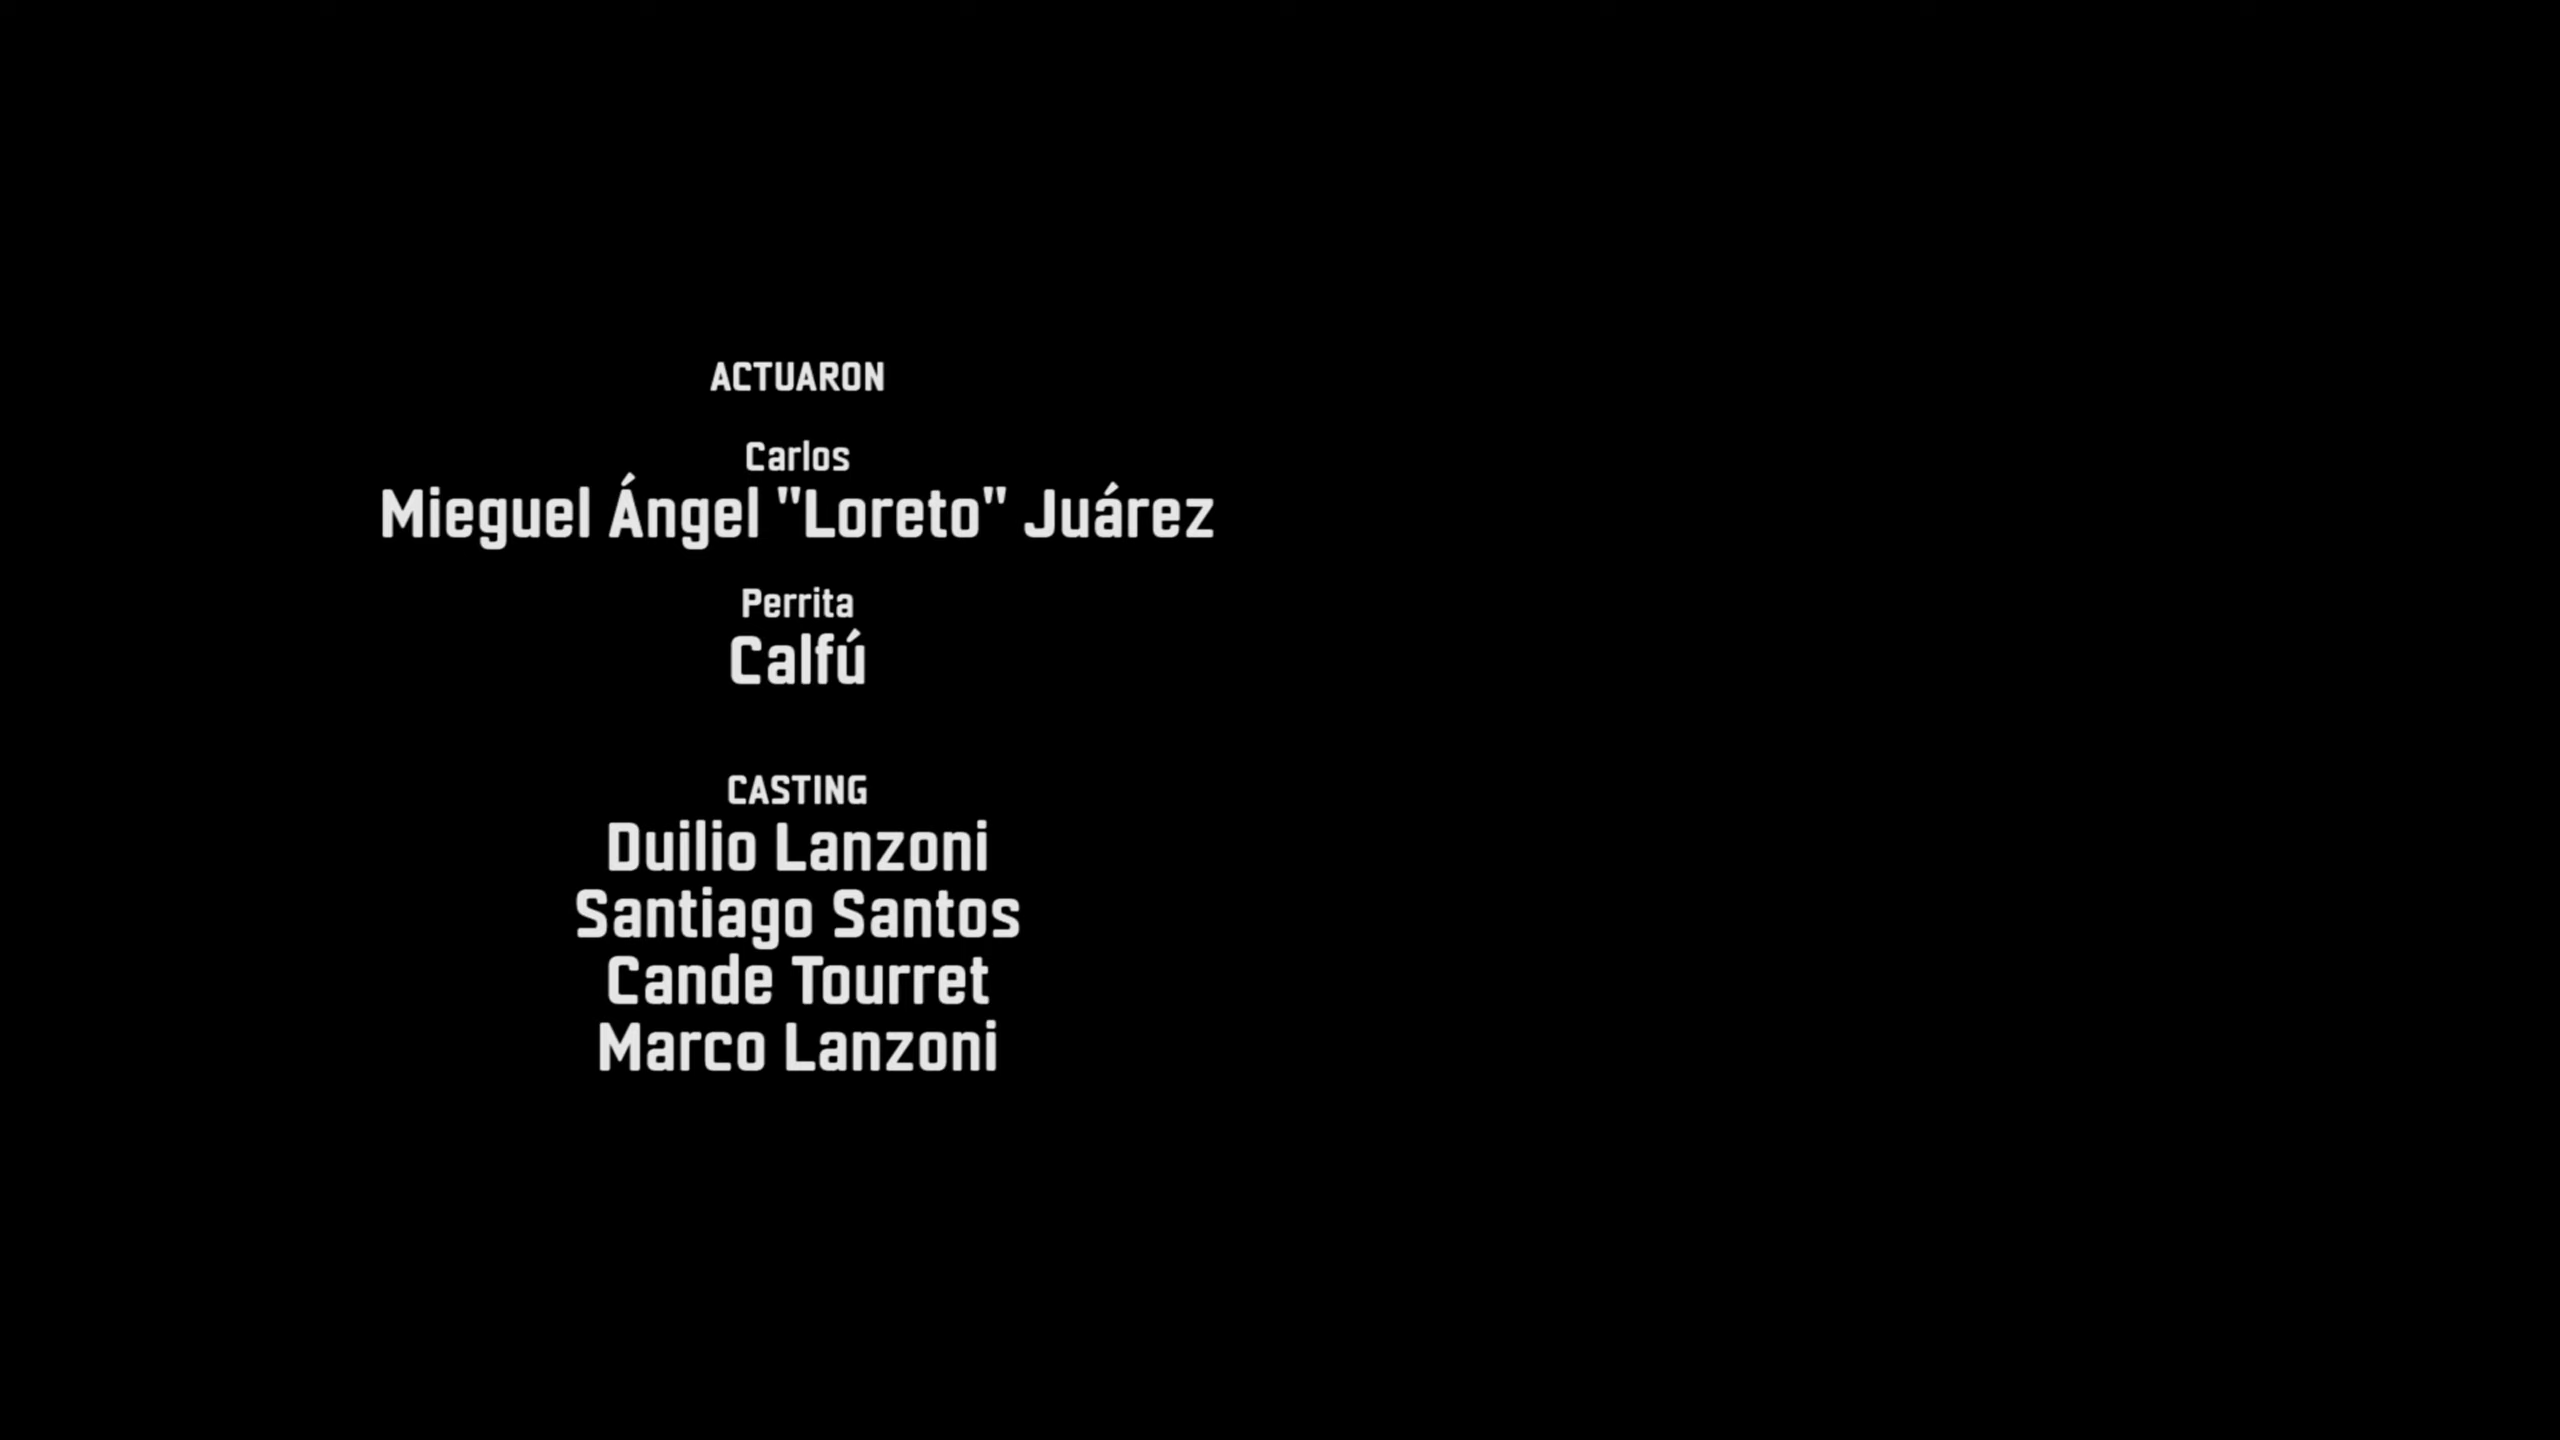 ACTUARON
Carlos
Mieguel Ángel "Loreto" Juárez
Perrita
Calfú
CASTING
Duilio Lanzoni
Santiago Santos
Cande Tourret
Marco Lanzoni